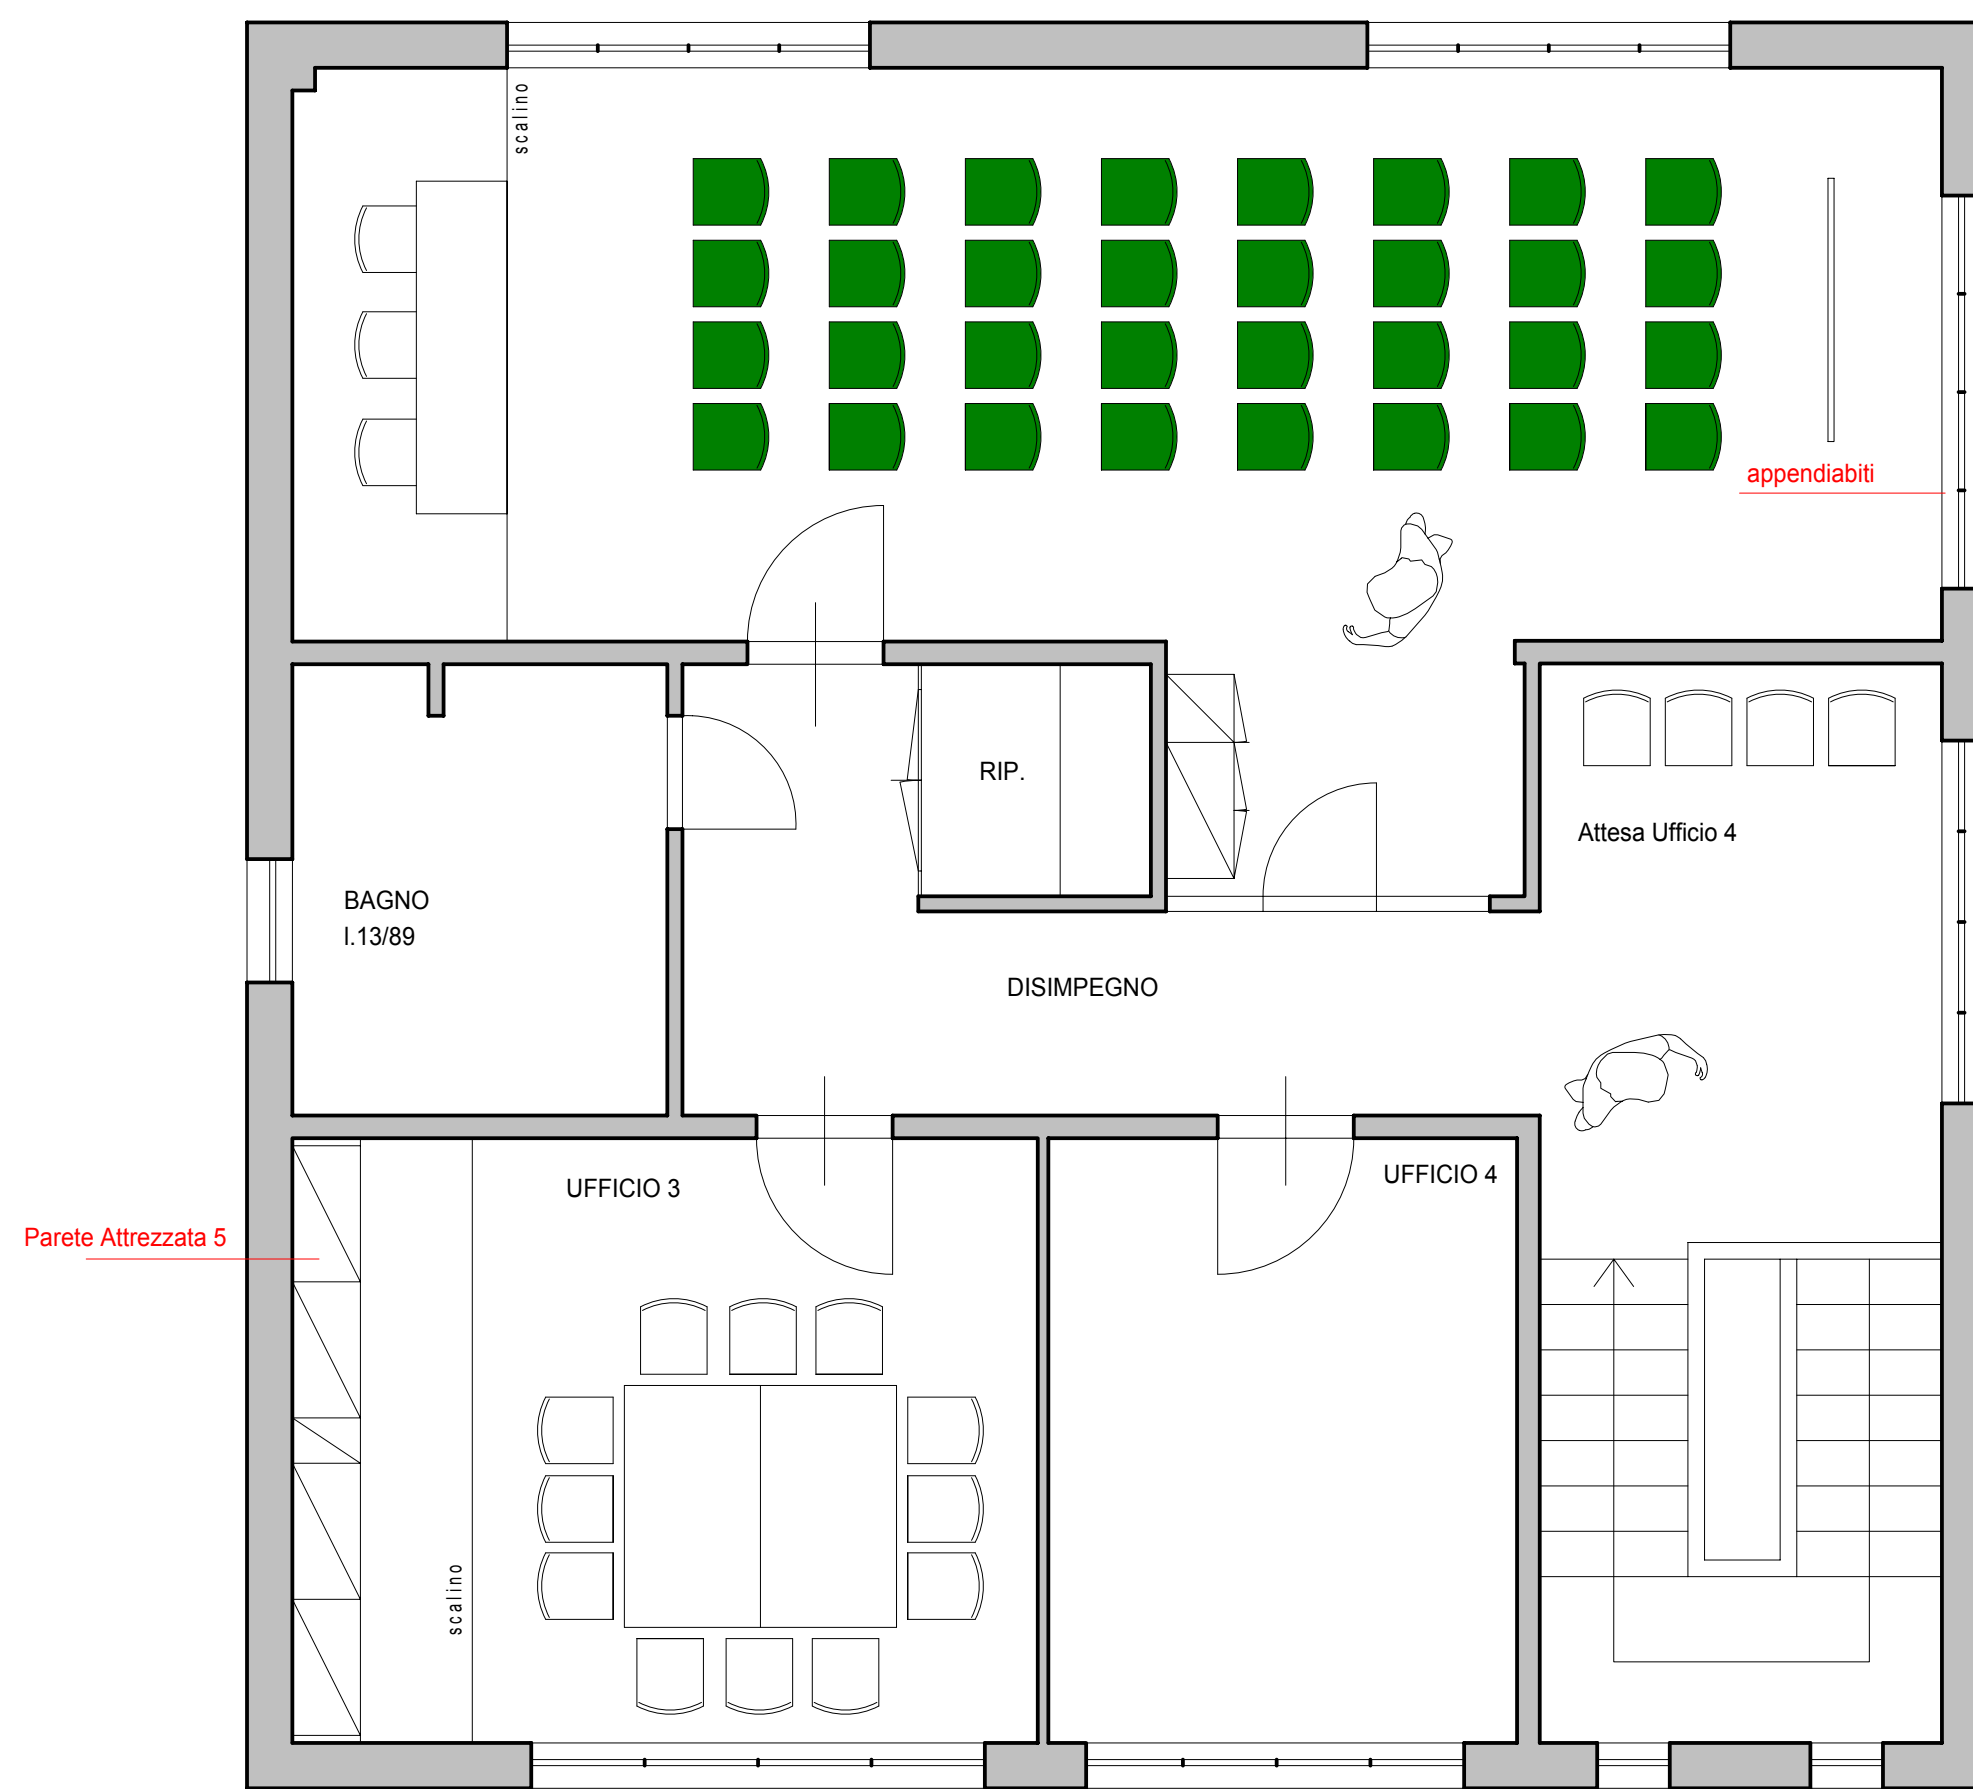 scalino
appendiabiti
RIP.
Attesa Ufficio 4
BAGNO
l.13/89
DISIMPEGNO
UFFICIO 3
UFFICIO 4
Parete Attrezzata 5
scalino